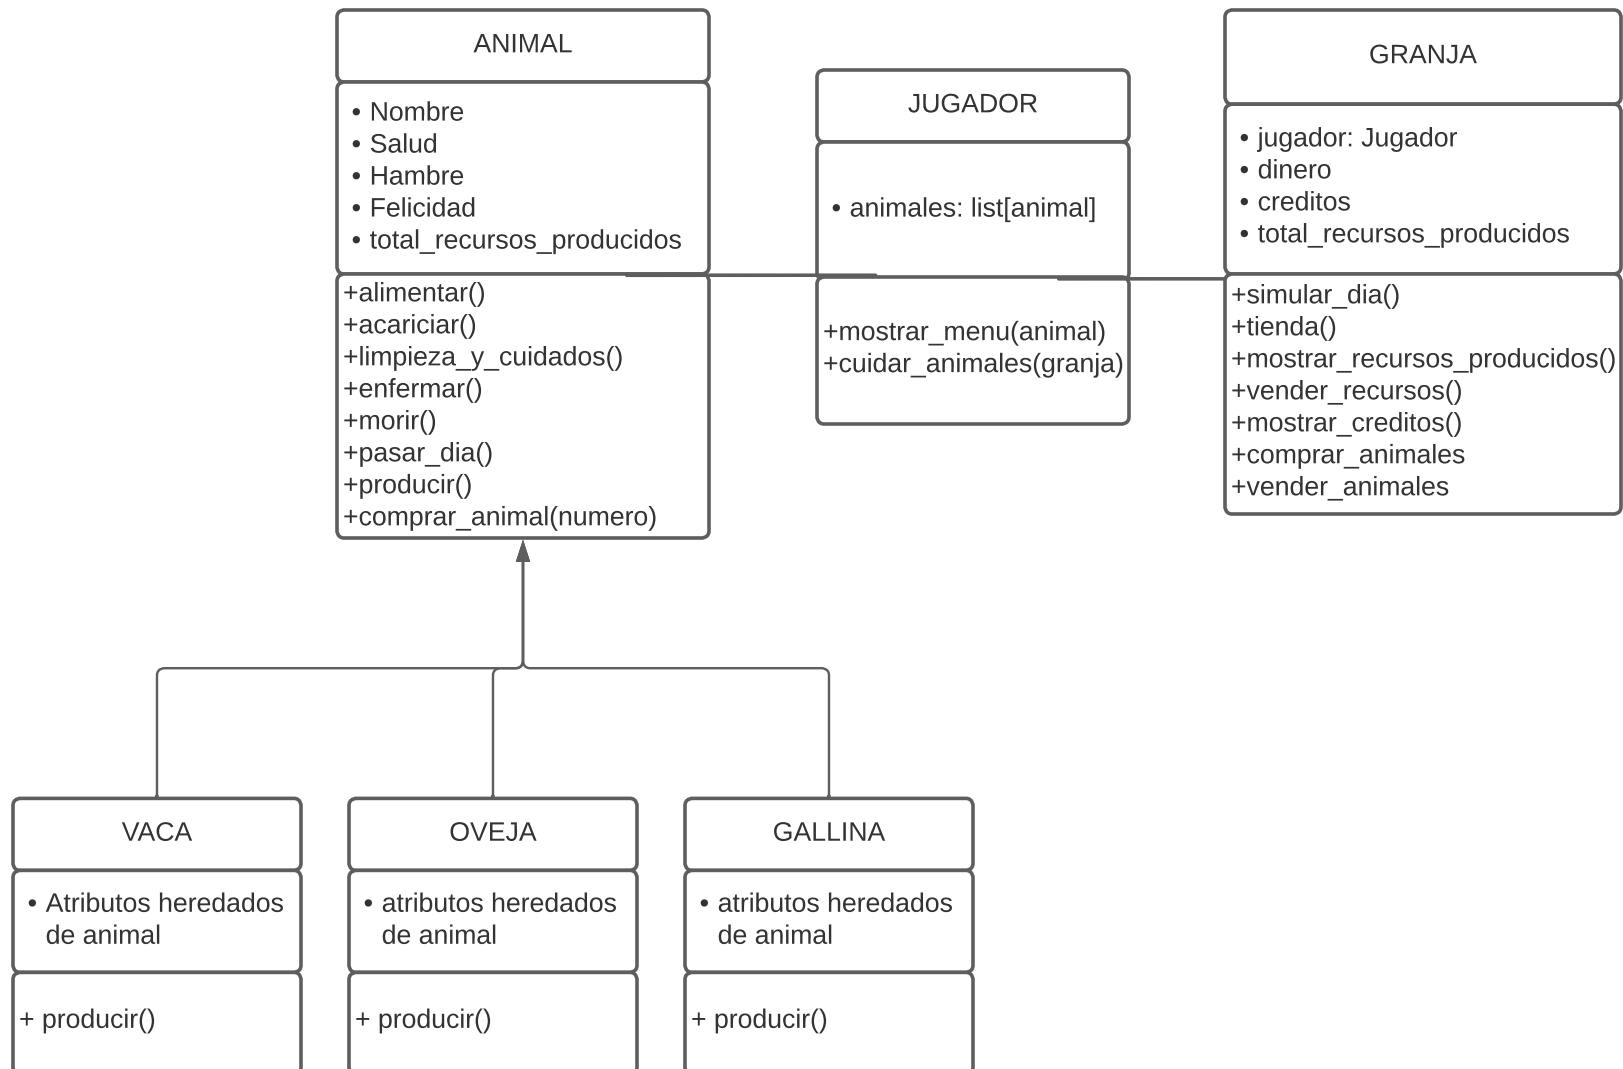 ANIMAL
• Nombre
• Salud
• Hambre
• Felicidad
• total_recursos_producidos
+alimentar()
+acariciar()
+limpieza_y_cuidados()
+enfermar()
+morir()
+pasar_dia()
+producir()
+comprar_animal(numero)
JUGADOR
• animales: list[animal]
+mostrar_menu(animal)
+cuidar_animales(granja)
GRANJA
• jugador: Jugador
• dinero
• creditos
• total_recursos_producidos
+simular_dia()
+tienda()
+mostrar_recursos_producidos()
+vender_recursos()
+mostrar_creditos()
+comprar_animales
+vender_animales
VACA
• Atributos heredados
de animal
+ producir()
OVEJA
• atributos heredados
de animal
+ producir()
GALLINA
• atributos heredados
de animal
+ producir()